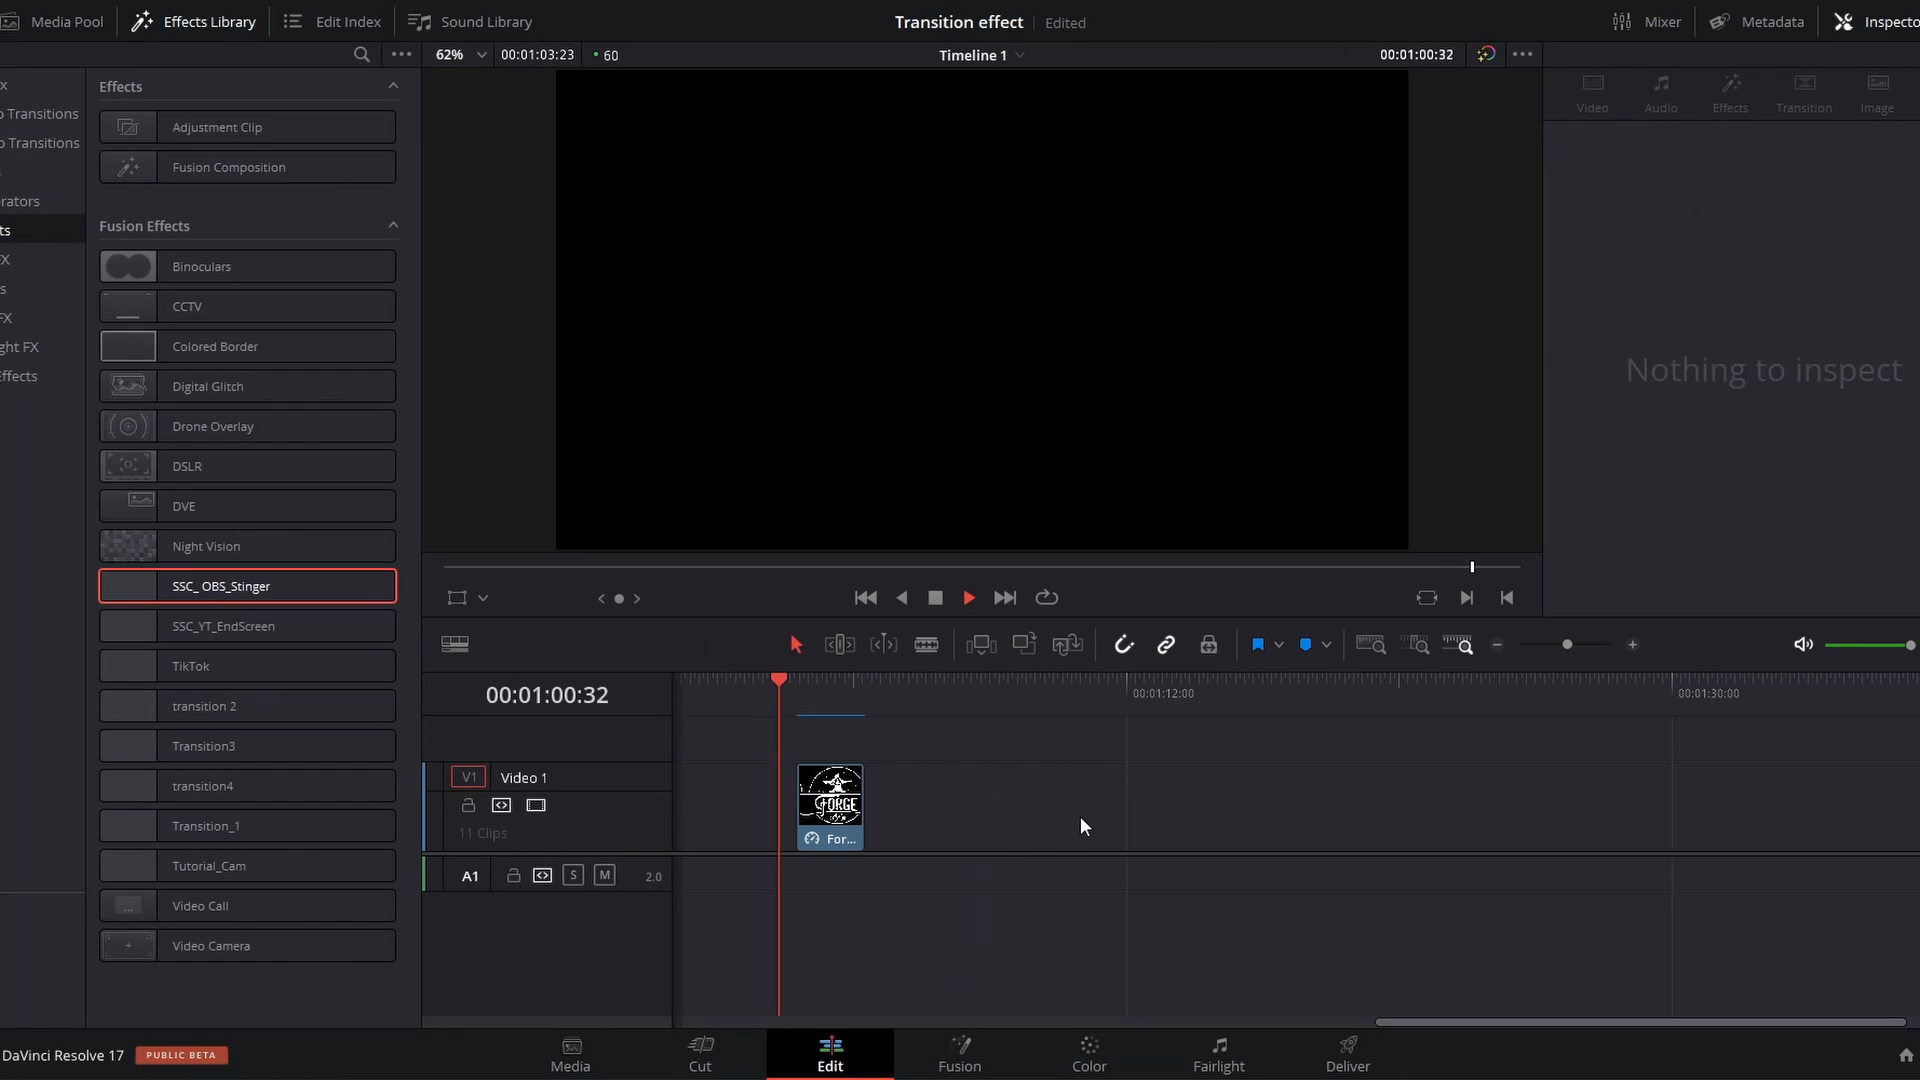 Media Pool
Effects Library
Edit Index
Sound Library
Transition effect
Edited
Mixer
Metadata
Inspecto
62%
00:01:03:23
60
Timeline 1
00:01:00:32
x
o Transitions
o Transitions
s
erators
ts
FX
s
FX
ght FX
Effects
Effects
Adjustment Clip
Fusion Composition
Fusion Effects
Binoculars
CCTV
Colored Border
Digital Glitch
Drone Overlay
DSLR
DVE
Night Vision
SSC_ OBS_Stinger
SSC_YT_EndScreen
TikTok
transition 2
Transition3
transition4
Transition_1
Tutorial_Cam
Video Call
Video Camera
Video
Audio
Effects
Transition
Image
Nothing to inspect
00:01:00:32
00:01:12:00
00:01:30:00
V1
Video 1
11 Clips
FORGE
For...
A1
S
M
2.0
DaVinci Resolve 17
PUBLIC BETA
Media
Cut
Edit
Fusion
Color
Fairlight
Deliver